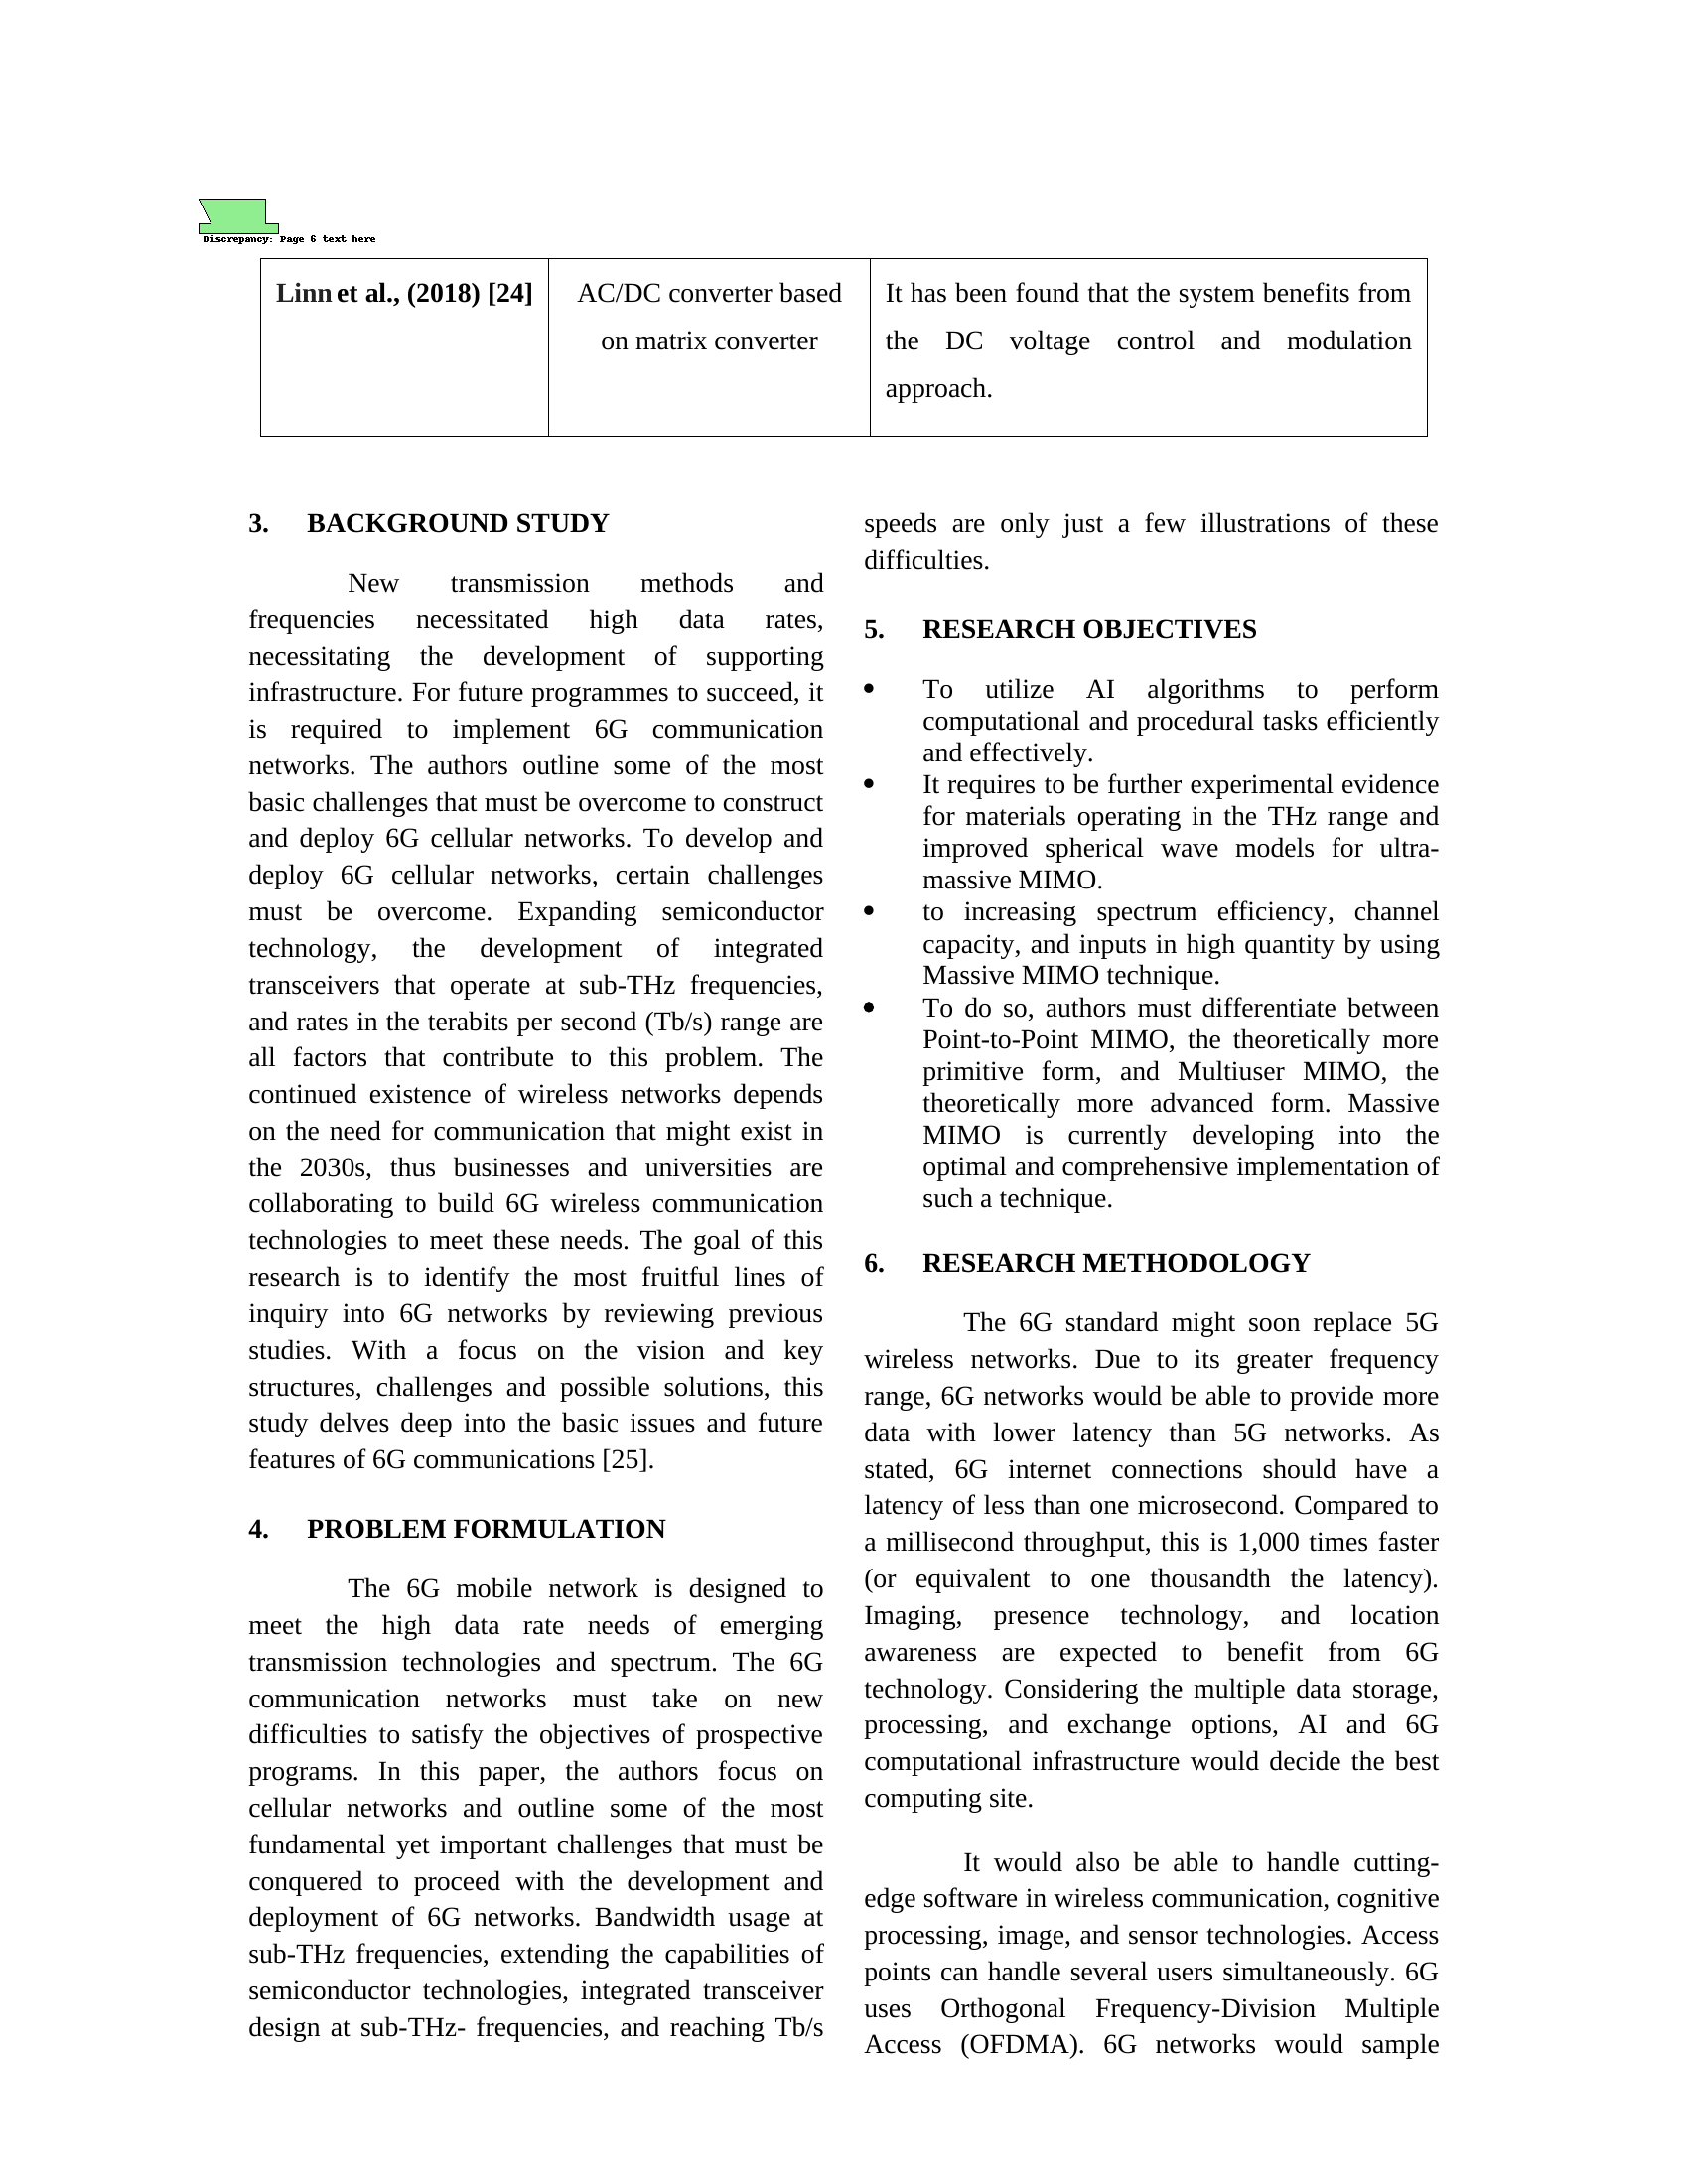 Discrepancy: Page 6 text here
Linn et al., (2018) [24]
AC/DC converter based
on matrix converter
It has been found that the system benefits from
the DC voltage control and modulation
approach.
3. BACKGROUND STUDY
New transmission methods and
frequencies necessitated high data rates,
necessitating the development of supporting
infrastructure. For future programmes to succeed, it
is required to implement 6G communication
networks. The authors outline some of the most
basic challenges that must be overcome to construct
and deploy 6G cellular networks. To develop and
deploy 6G cellular networks, certain challenges
must be overcome. Expanding semiconductor
technology, the development of integrated
transceivers that operate at sub-THz frequencies,
and rates in the terabits per second (Tb/s) range are
all factors that contribute to this problem. The
continued existence of wireless networks depends
on the need for communication that might exist in
the 2030s, thus businesses and universities are
collaborating to build 6G wireless communication
technologies to meet these needs. The goal of this
research is to identify the most fruitful lines of
inquiry into 6G networks by reviewing previous
studies. With a focus on the vision and key
structures, challenges and possible solutions, this
study delves deep into the basic issues and future
features of 6G communications [25].
4. PROBLEM FORMULATION
The 6G mobile network is designed to
meet the high data rate needs of emerging
transmission technologies and spectrum. The 6G
communication networks must take on new
difficulties to satisfy the objectives of prospective
programs. In this paper, the authors focus on
cellular networks and outline some of the most
fundamental yet important challenges that must be
conquered to proceed with the development and
deployment of 6G networks. Bandwidth usage at
sub-THz frequencies, extending the capabilities of
semiconductor technologies, integrated transceiver
design at sub-THz- frequencies, and reaching Tb/s
speeds are only just a few illustrations of these
difficulties.
5. RESEARCH OBJECTIVES
• To utilize AI algorithms to perform
computational and procedural tasks efficiently
and effectively.
• It requires to be further experimental evidence
for materials operating in the THz range and
improved spherical wave models for ultra-
massive MIMO.
• to increasing spectrum efficiency, channel
capacity, and inputs in high quantity by using
Massive MIMO technique.
• To do so, authors must differentiate between
Point-to-Point MIMO, the theoretically more
primitive form, and Multiuser MIMO, the
theoretically more advanced form. Massive
MIMO is currently developing into the
optimal and comprehensive implementation of
such a technique.
6. RESEARCH METHODOLOGY
The 6G standard might soon replace 5G
wireless networks. Due to its greater frequency
range, 6G networks would be able to provide more
data with lower latency than 5G networks. As
stated, 6G internet connections should have a
latency of less than one microsecond. Compared to
a millisecond throughput, this is 1,000 times faster
(or equivalent to one thousandth the latency).
Imaging, presence technology, and location
awareness are expected to benefit from 6G
technology. Considering the multiple data storage,
processing, and exchange options, AI and 6G
computational infrastructure would decide the best
computing site.
It would also be able to handle cutting-
edge software in wireless communication, cognitive
processing, image, and sensor technologies. Access
points can handle several users simultaneously. 6G
uses Orthogonal Frequency-Division Multiple
Access (OFDMA). 6G networks would sample